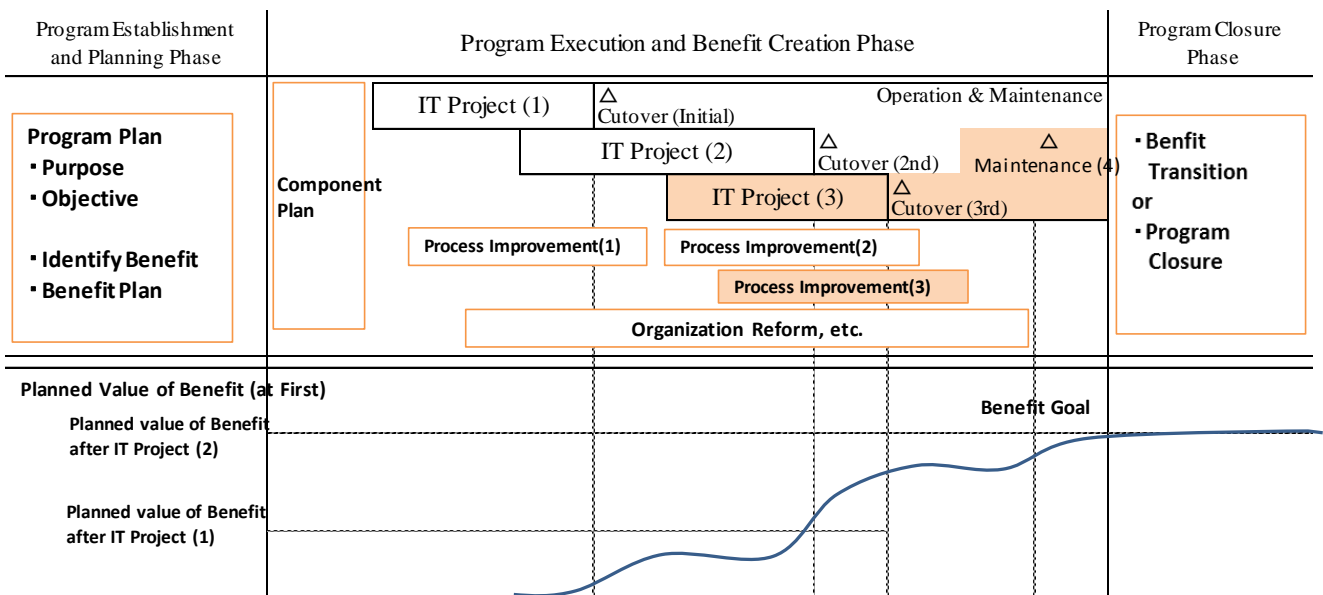 Program Establishment
and Planning Phase
Program Execution and Benefit Creation Phase
Program Closure
Phase
Program Plan
・Purpose
・Objective
・Identify Benefit
・Benefit Plan
Component
Plan
IT Project (1)
△
Cutover (Initial)
Operation & Maintenance
IT Project (2)
△
Cutover (2nd)
△
Maintenance (4)
IT Project (3)
△
Cutover (3rd)
Process Improvement(1)
Process Improvement(2)
Process Improvement(3)
Organization Reform, etc.
・Benfit
Transition
or
・Program
Closure
Planned Value of Benefit (at First)
Planned value of Benefit
after IT Project (2)
Benefit Goal
Planned value of Benefit
after IT Project (1)